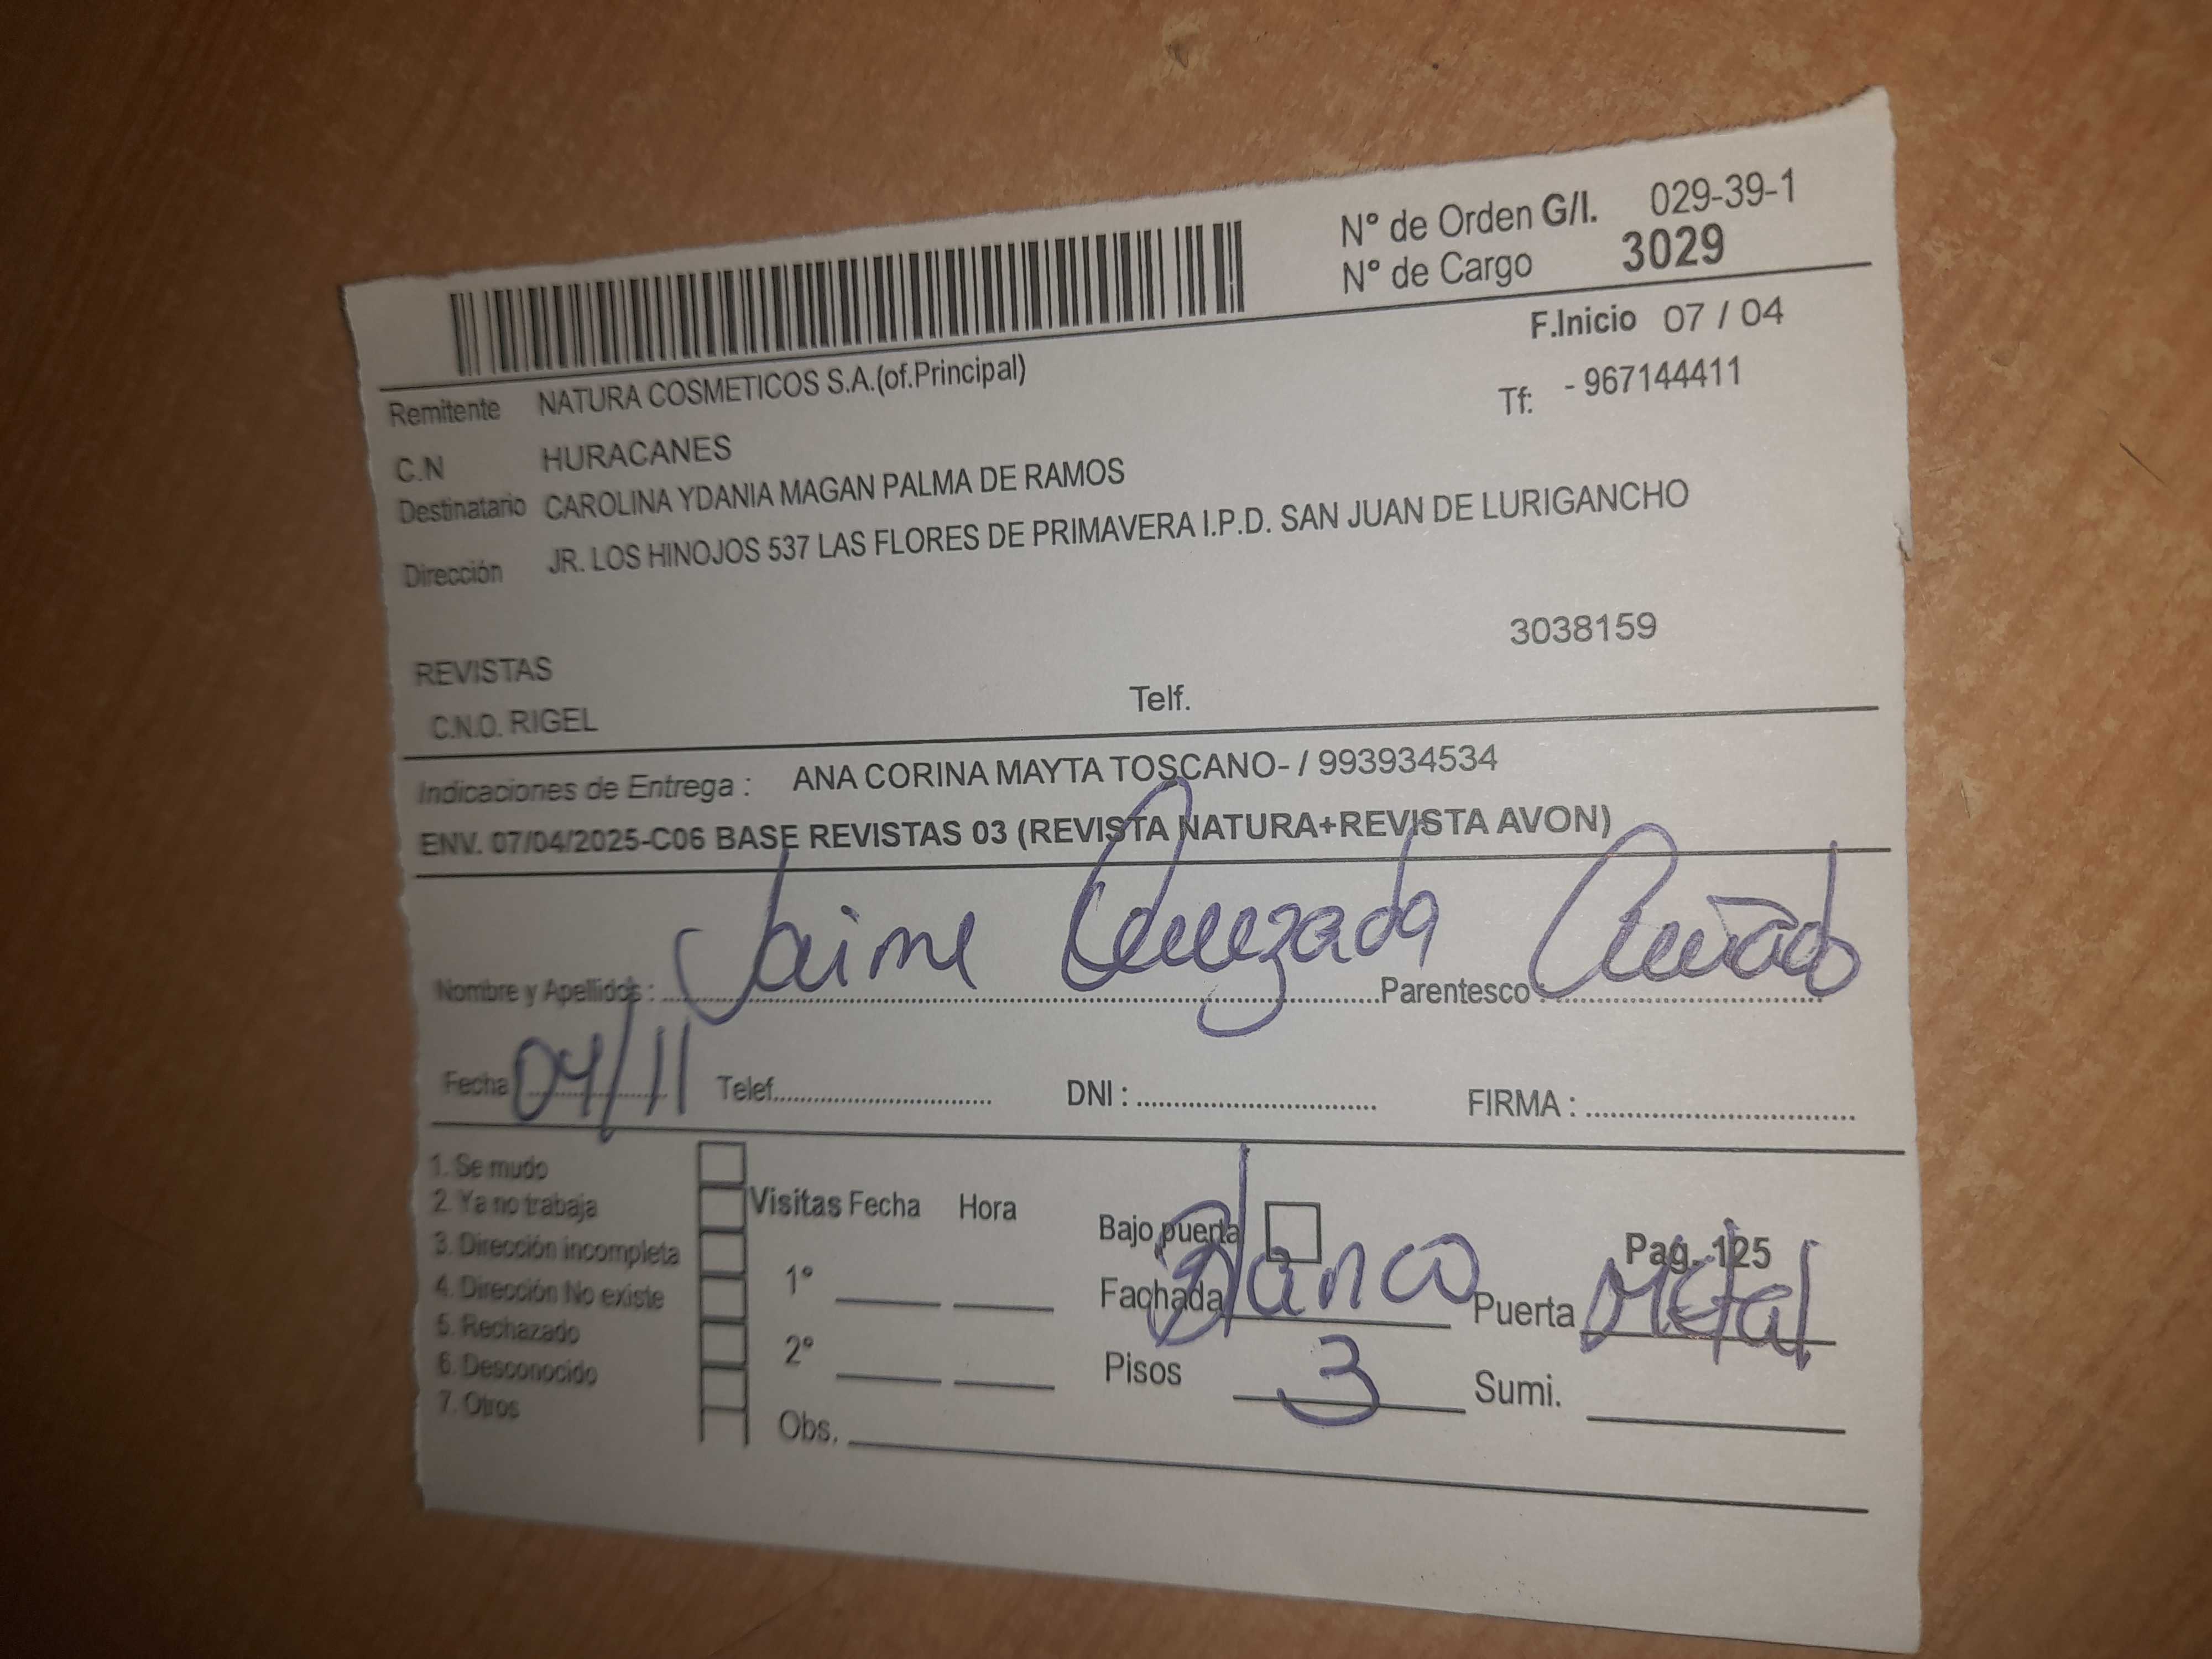 Nº de Orden G/I. 029-39-1
Nº de Cargo 3029
F.Inicio 07 / 04
Remitente NATURA COSMETICOS S.A.(of.Principal)
Tf: - 967144411
C.N HURACANES
Destinatario CAROLINA YDANIA MAGAN PALMA DE RAMOS
Dirección JR. LOS HINOJOS 537 LAS FLORES DE PRIMAVERA I.P.D. SAN JUAN DE LURIGANCHO
3038159
REVISTAS
C.N.O. RIGEL Telf.
Indicaciones de Entrega : ANA CORINA MAYTA TOSCANO- / 993934534
ENV. 07/04/2025-C06 BASE REVISTAS 03 (REVISTA NATURA+REVISTA AVON)
Nombre y Apellidos : Jaime Quezada Parentesco : Cuñado
Fecha 04/11 Telef. DNI : FIRMA :
1. Se mudo
2. Ya no trabaja
3. Dirección incompleta
4. Dirección No existe
5. Rechazado
6. Desconocido
7. Otros
Visitas Fecha Hora
1°
2°
Obs.
Bajo puerta Pag. 125
Fachada blanco Puerta Metal
Pisos 3 Sumi.